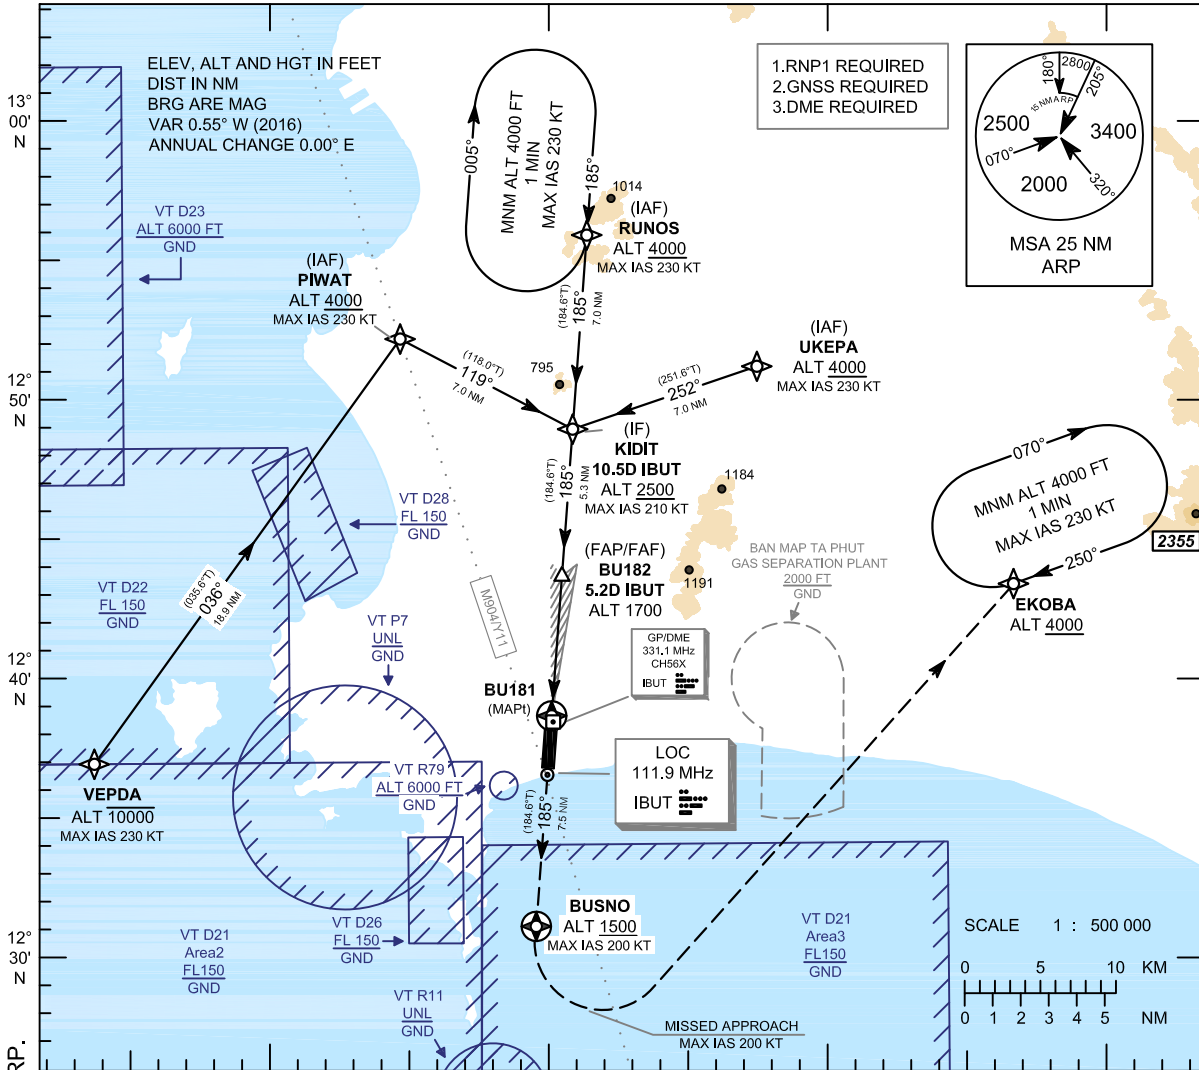 ELEV, ALT AND HGT IN FEET
DIST IN NM
BRG ARE MAG
VAR 0.55° W (2016)
ANNUAL CHANGE 0.00° E
1.RNP1 REQUIRED
2.GNSS REQUIRED
3.DME REQUIRED
180°
2800
205°
15 NM ARP
2500
3400
070°
2000
320°
MSA 25 NM
ARP
13°
00'
N
12°
50'
N
12°
40'
N
12°
30'
N
VT D23
ALT 6000 FT
GND
005°
MNM ALT 4000 FT
1 MIN
MAX IAS 230 KT
185°
1014
(IAF)
RUNOS
ALT 4000
MAX IAS 230 KT
(IAF)
PIWAT
ALT 4000
MAX IAS 230 KT
(184.6°T)
185°
7.0 NM
(IAF)
UKEPA
ALT 4000
MAX IAS 230 KT
(118.0°T)
119°
7.0 NM
795
(251.6°T)
252°
7.0 NM
(IF)
KIDIT
10.5D IBUT
ALT 2500
MAX IAS 210 KT
(184.6°T)
185°
5.3 NM
1184
070°
MNM ALT 4000 FT
1 MIN
MAX IAS 230 KT
250°
2355
EKOBA
ALT 4000
VT D28
FL 150
GND
VT D22
FL 150
GND
(035.6°T)
036°
18.9 NM
M904/Y11
(FAP/FAF)
BU182
5.2D IBUT
ALT 1700
1191
BAN MAP TA PHUT
GAS SEPARATION PLANT
2000 FT
GND
VT P7
UNL
GND
GP/DME
331.1 MHz
CH56X
IBUT
BU181
(MAPt)
LOC
111.9 MHz
IBUT
VT R79
ALT 6000 FT
GND
VEPDA
ALT 10000
MAX IAS 230 KT
(184.6°T)
185°
7.5 NM
BUSNO
ALT 1500
MAX IAS 200 KT
VT D26
FL 150
GND
VT D21
Area2
FL150
GND
VT D21
Area3
FL150
GND
VT R11
UNL
GND
MISSED APPROACH
MAX IAS 200 KT
SCALE 1 : 500 000
0 5 10 KM
0 1 2 3 4 5 NM
RP.